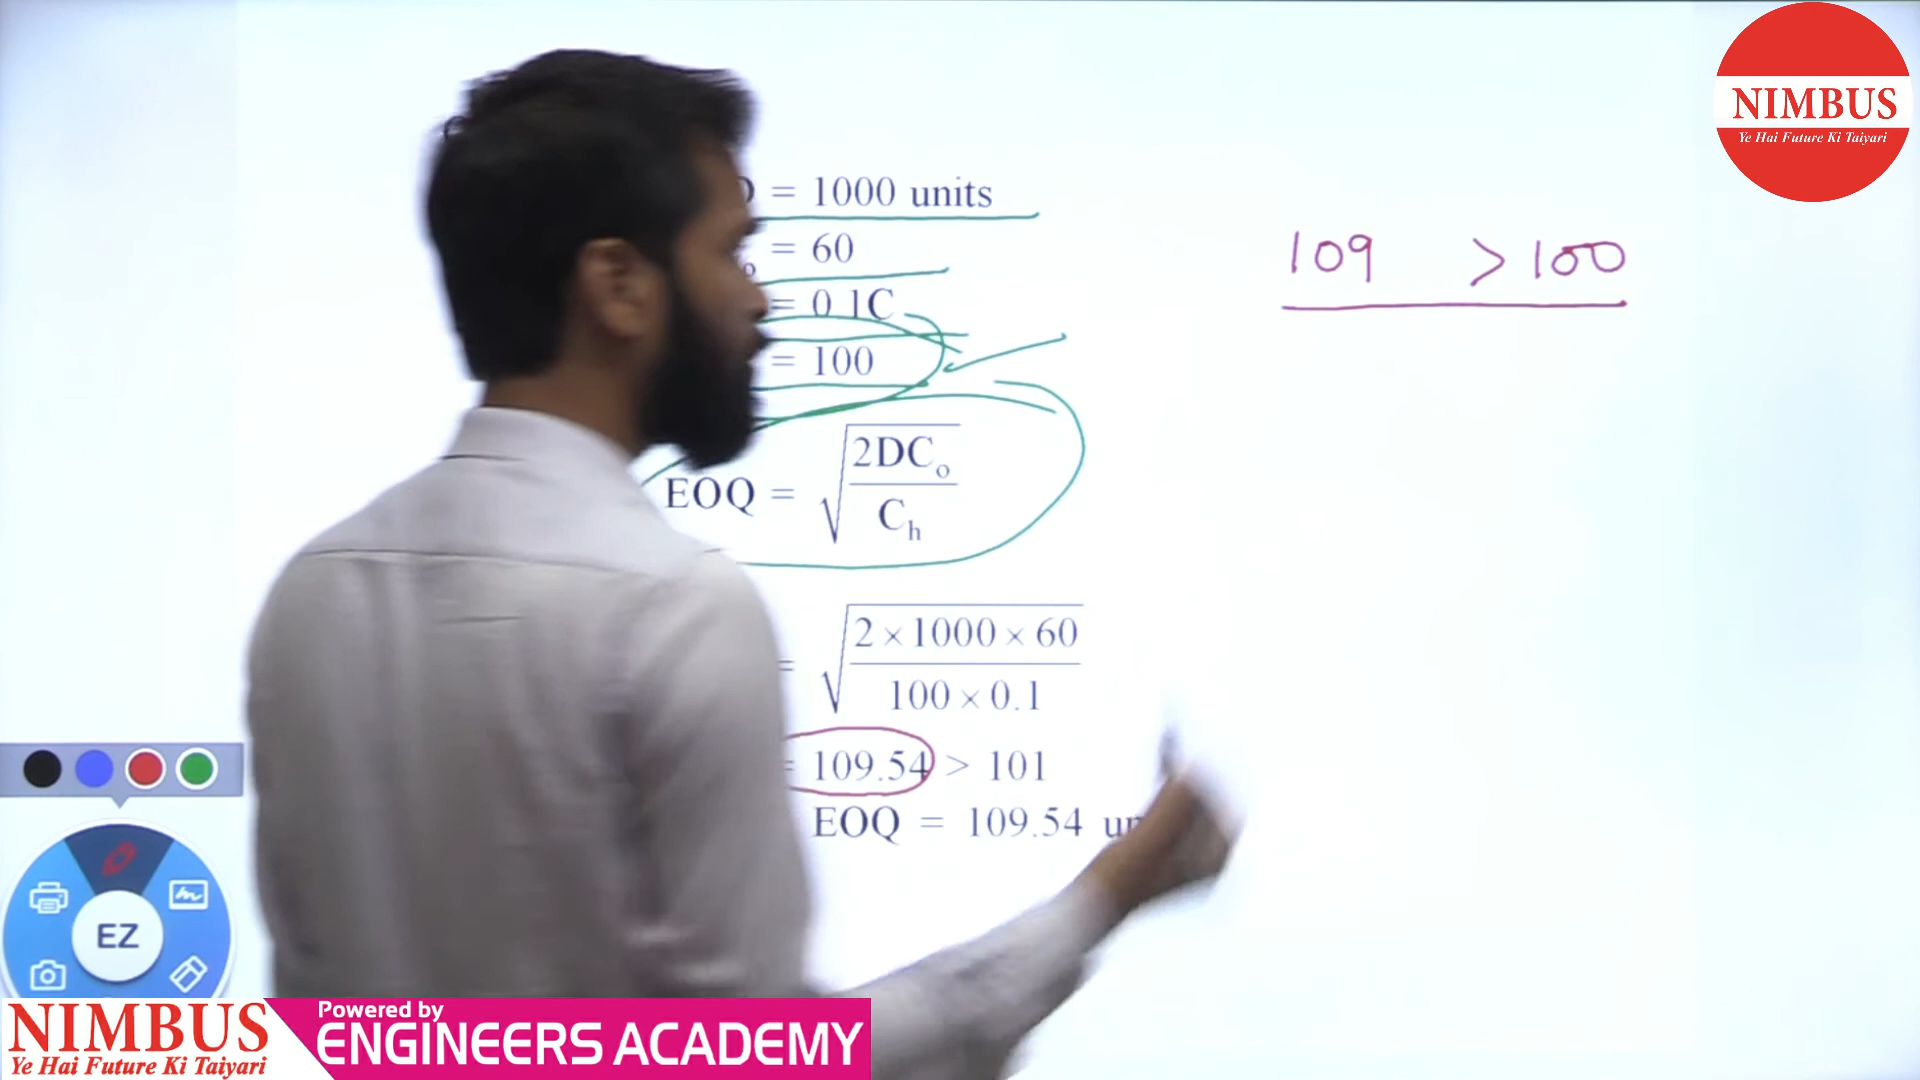 NIMBUS
Ye Hai Future Ki Taiyari
= 1000 units
109 > 100
o = 60
= 0.1C
= 100
EOQ = √(2DCo / Ch)
= √(2 × 1000 × 60 / 100 × 0.1)
= 109.54 > 101
EOQ = 109.54
EZ
NIMBUS
Ye Hai Future Ki Taiyari
Powered by
ENGINEERS ACADEMY